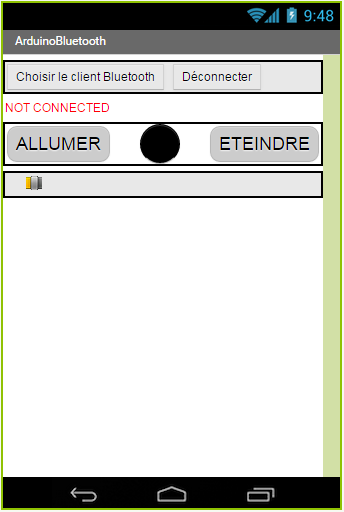 9:48
ArduinoBluetooth
Choisir le client Bluetooth Déconnecter
NOT CONNECTED
ALLUMER ETEINDRE